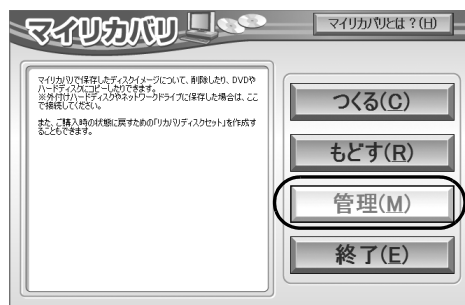 マイリカバリ
マイリカバリとは？(H)
マイリカバリで保存したディスクイメージについて、削除したり、DVDや
ハードディスクにコピーしたりできます。
※外付けハードディスクやネットワークドライブに保存した場合は、ここ
で接続してください。
また、ご購入時の状態に戻すための「リカバリディスクセット」を作成す
ることもできます。
つくる(C)
もどす(R)
管理(M)
終了(E)